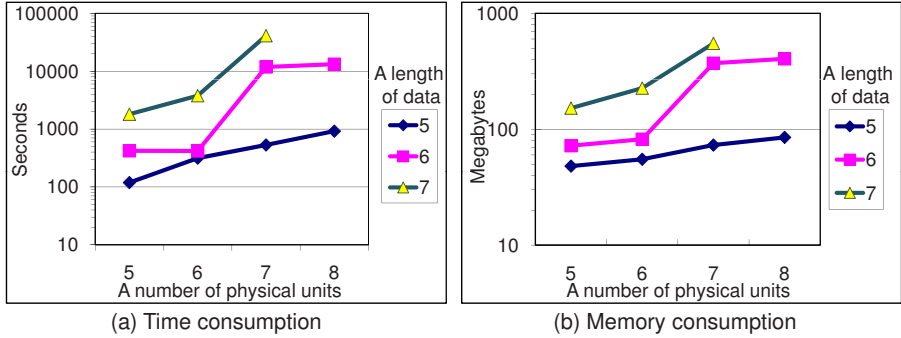 100000
10000
1000
100
10
Seconds
5 6 7 8
A number of physical units
A length
of data
5
6
7
(a) Time consumption
1000
100
10
Megabytes
5 6 7 8
A number of physical units
A length
of data
5
6
7
(b) Memory consumption